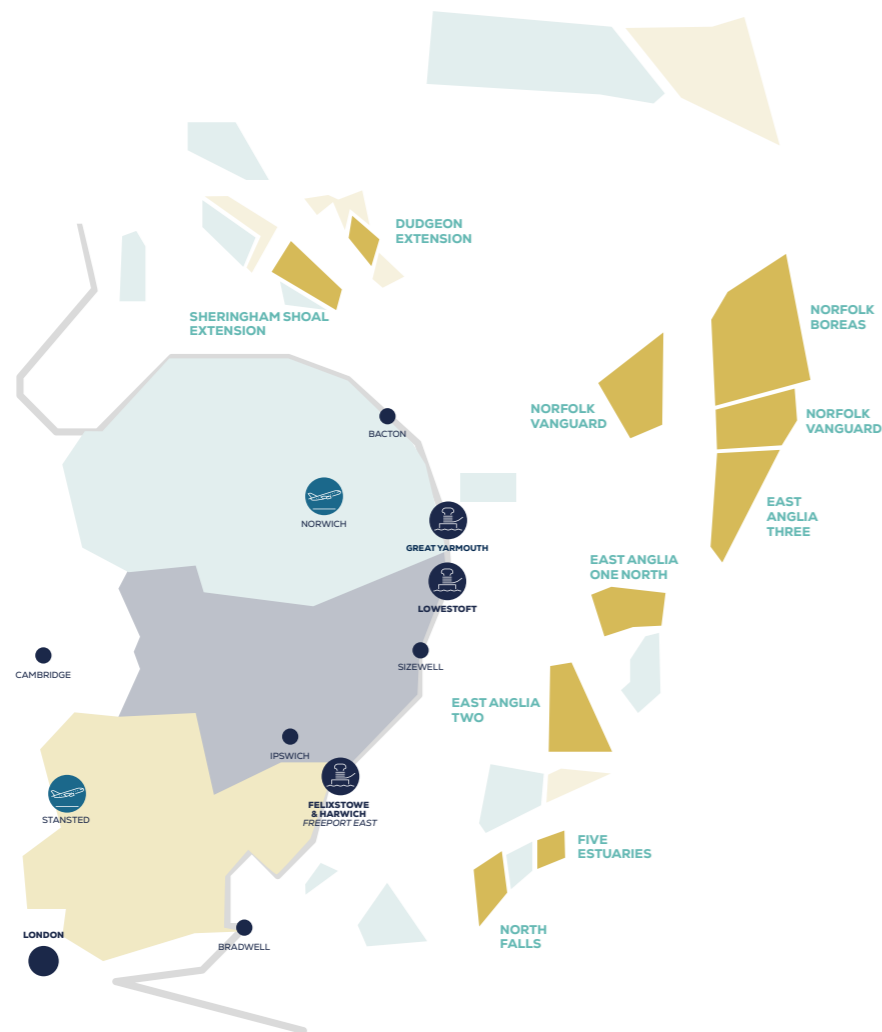 DUDGEON
EXTENSION
SHERINGHAM SHOAL
EXTENSION
NORFOLK
BOREAS
NORFOLK
VANGUARD
NORFOLK
VANGUARD
BACTON
NORWICH
EAST
ANGLIA
THREE
GREAT YARMOUTH
EAST ANGLIA
ONE NORTH
LOWESTOFT
SIZEWELL
CAMBRIDGE
EAST ANGLIA
TWO
IPSWICH
FELIXSTOWE
& HARWICH
FREEPORT EAST
STANSTED
FIVE
ESTUARIES
NORTH
FALLS
LONDON
BRADWELL